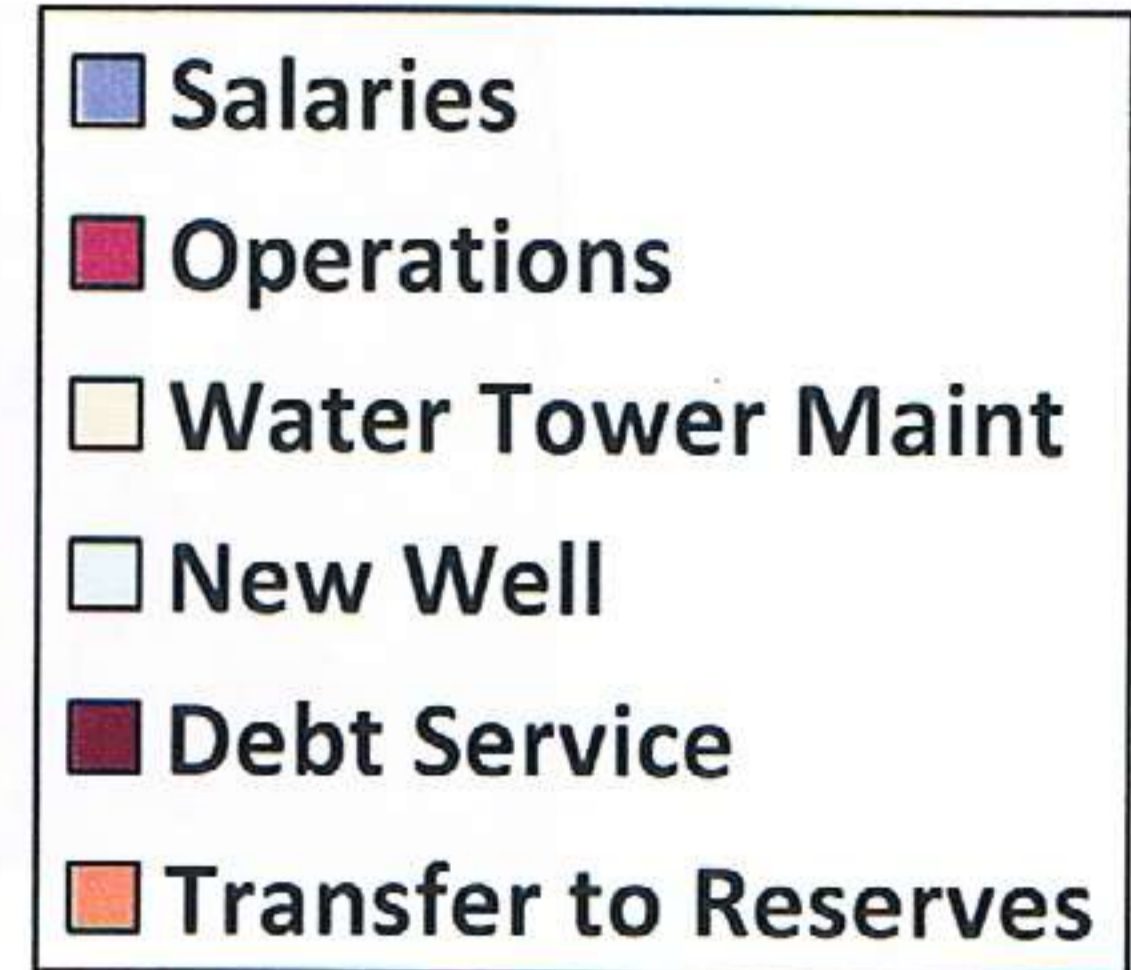 Salaries
Operations
Water Tower Maint
New Well
Debt Service
Transfer to Reserves